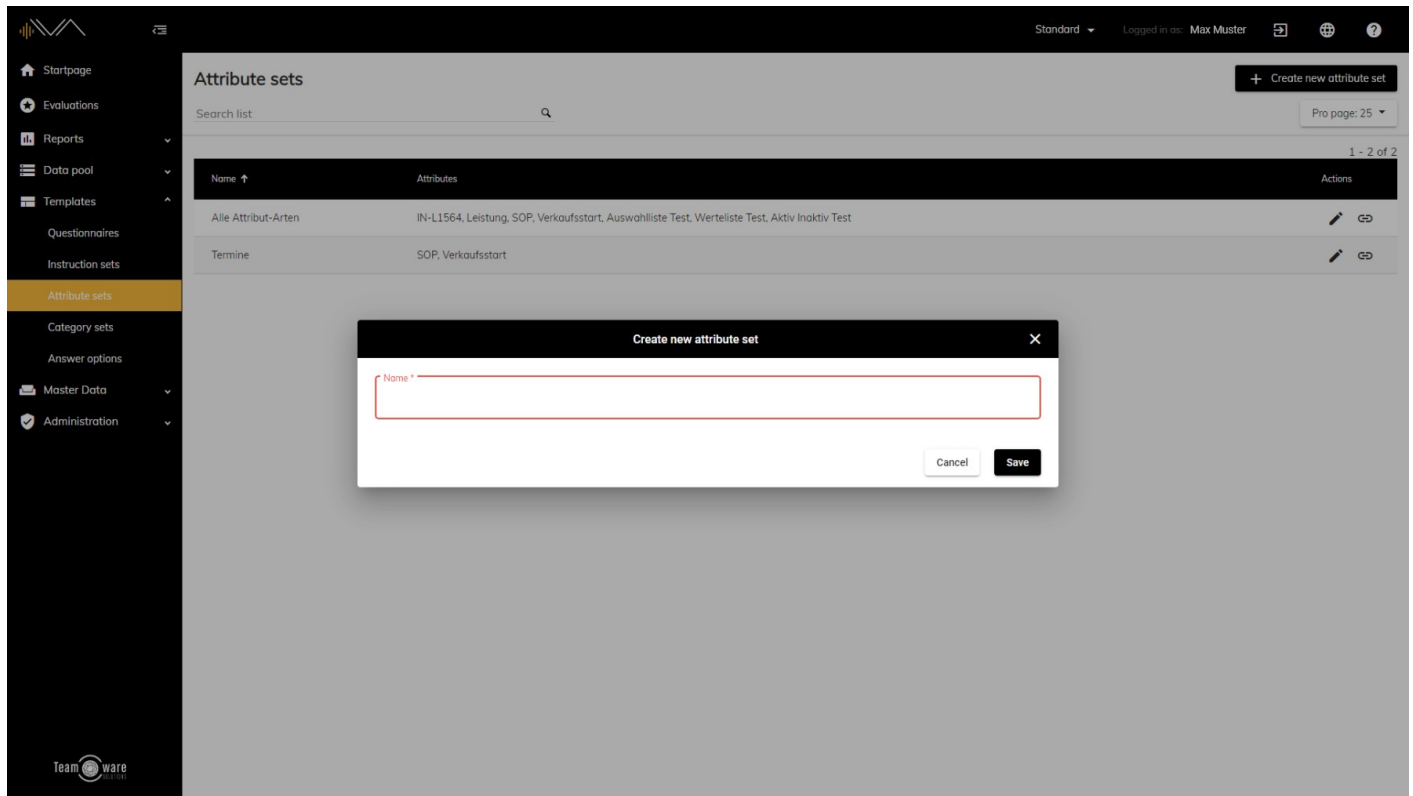 Standard
Logged in as: Max Muster
Startpage
Evaluations
Reports
Data pool
Templates
Questionnaires
Instruction sets
Attribute sets
Category sets
Answer options
Master Data
Administration
Teamware
SOLUTIONS
Attribute sets
Create new attribute set
Search list
Pro page: 25
1 - 2 of 2
Name Attributes Actions
Alle Attribut-Arten IN-L1564, Leistung, SOP, Verkaufsstart, Auswahlliste Test, Werteliste Test, Aktiv Inaktiv Test
Termine SOP, Verkaufsstart
Create new attribute set
Name *
Cancel Save